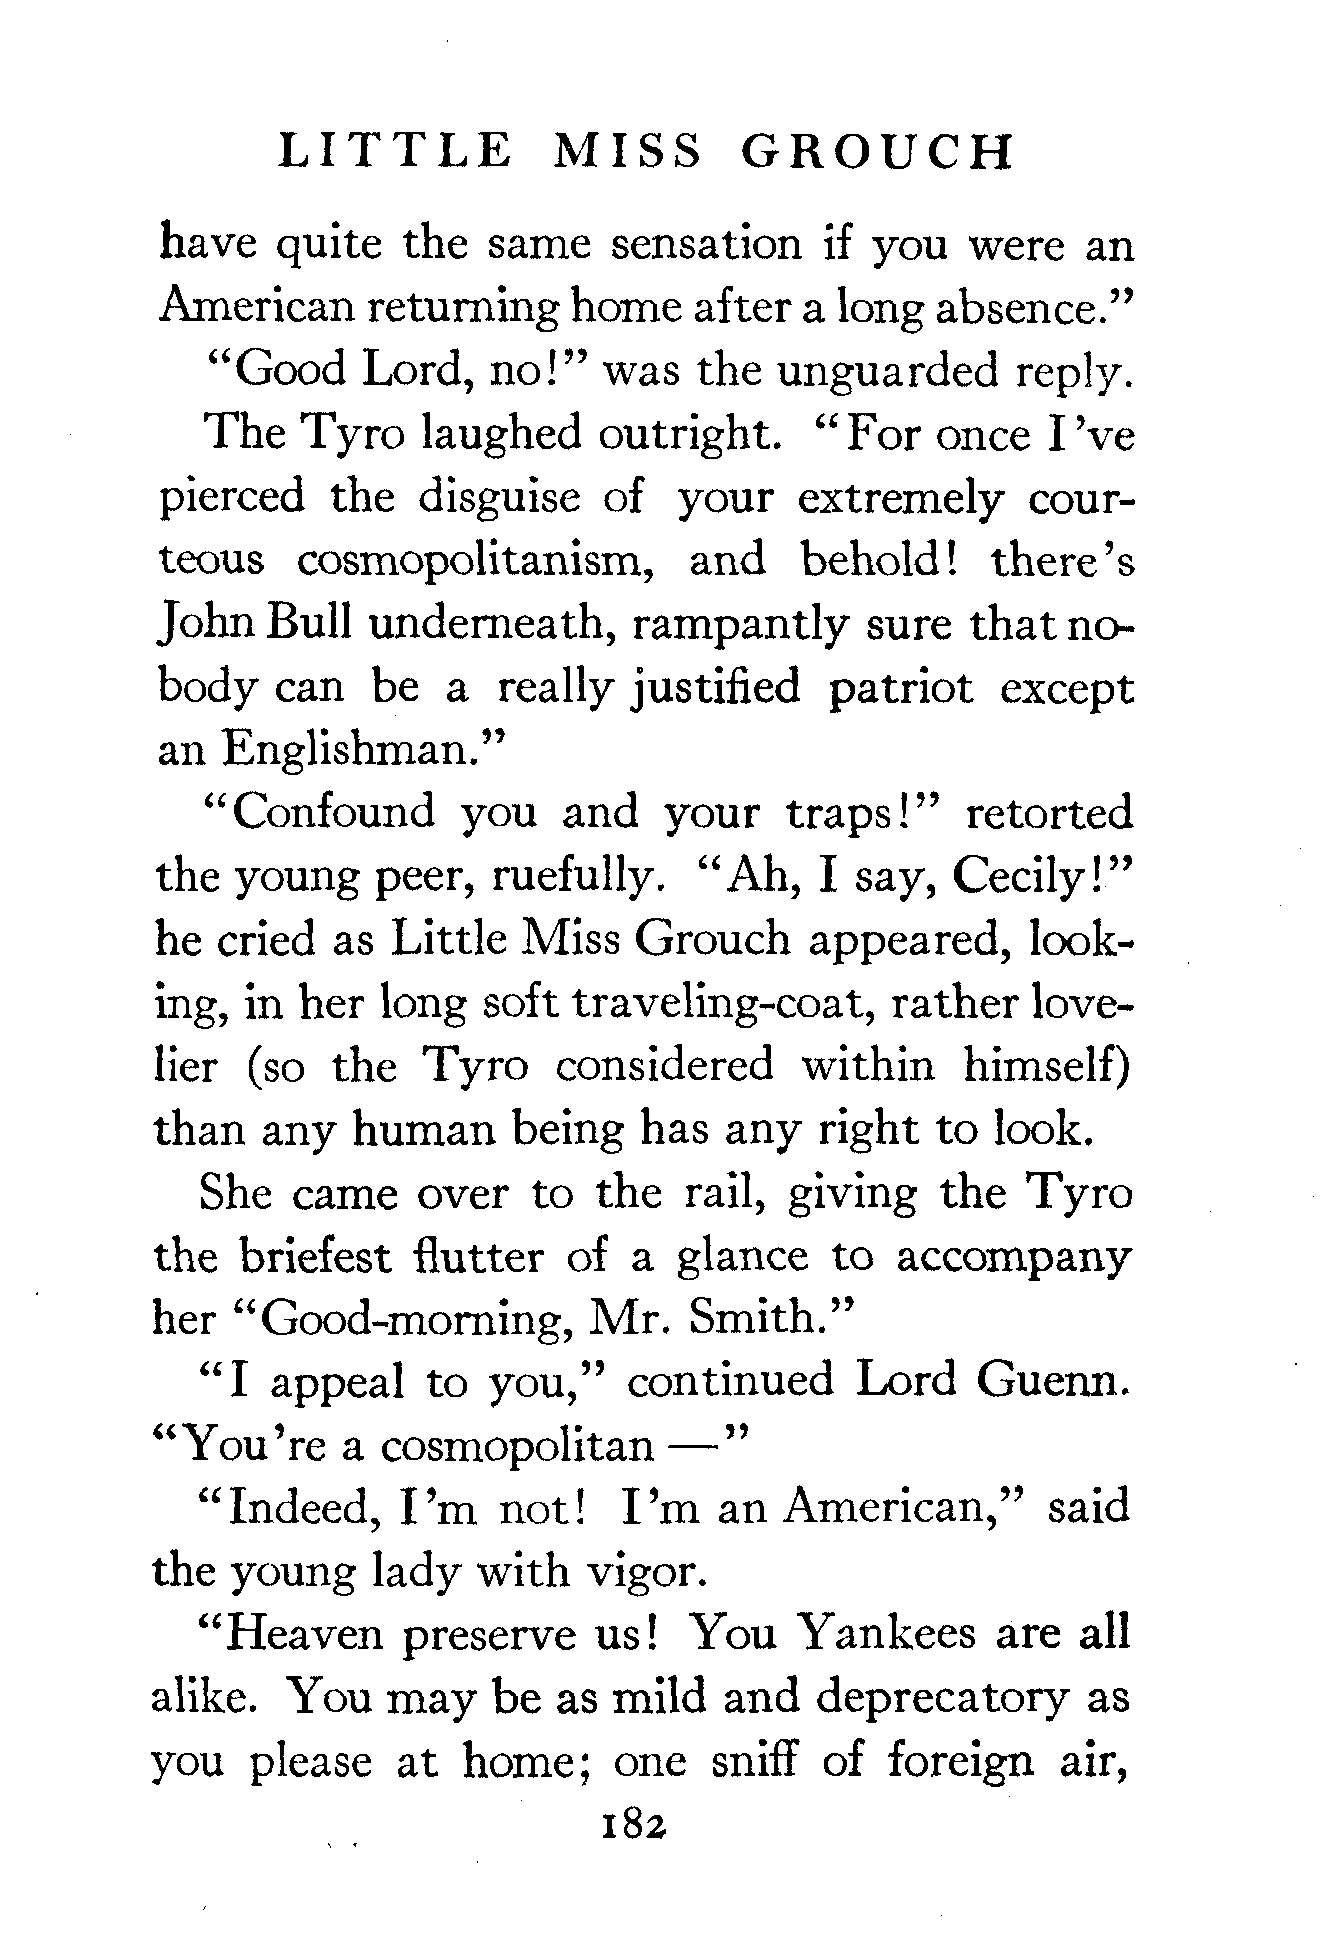 LITTLE MISS GROUCH
have quite the same sensation if you were an
American returning home after a long absence.”
“Good Lord, no!” was the unguarded reply.
The Tyro laughed outright. “For once I 've
pierced the disguise of your extremely cour-
teous cosmopolitanism, and behold! there's
John Bull underneath, rampantly sure that no-
body can be a really justified patriot except
an Englishman.”
“Confound you and your traps!” retorted
the young peer, ruefully. “Ah, I say, Cecily!”
he cried as Little Miss Grouch appeared, look-
ing, in her long soft traveling-coat, rather love-
lier (so the Tyro considered within himself)
than any human being has any right to look.
She came over to the rail, giving the Tyro
the briefest flutter of a glance to accompany
her “Good-morning, Mr. Smith.”
“I appeal to you,” continued Lord Guenn.
“You're a cosmopolitan —”
“Indeed, I'm not! I'm an American,” said
the young lady with vigor.
“Heaven preserve us! You Yankees are all
alike. You may be as mild and deprecatory as
you please at home; one sniff of foreign air,
182